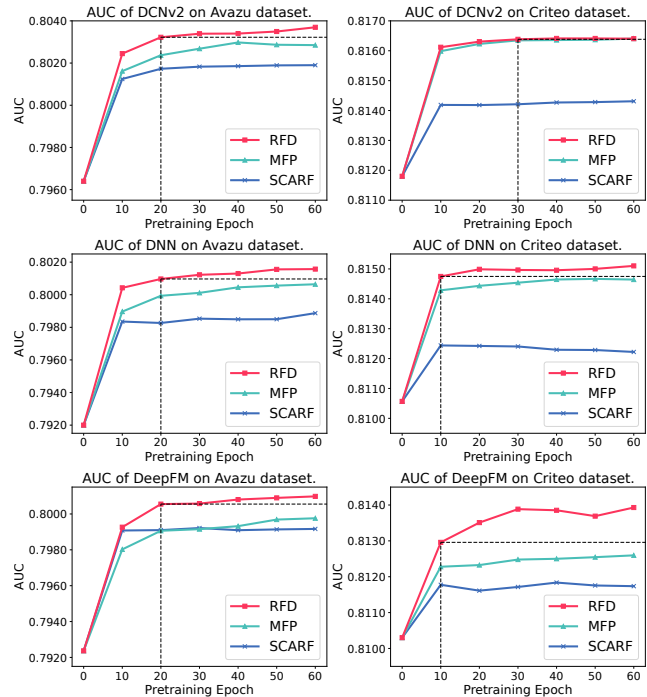 AUC of DCNv2 on Avazu dataset.
0.8040
0.8020
0.8000
0.7980
0.7960
AUC
RFD
MFP
SCARF
0 10 20 30 40 50 60
Pretraining Epoch
AUC of DCNv2 on Criteo dataset.
0.8170
0.8160
0.8150
0.8140
0.8130
0.8120
0.8110
AUC
RFD
MFP
SCARF
0 10 20 30 40 50 60
Pretraining Epoch
AUC of DNN on Avazu dataset.
0.8020
0.8000
0.7980
0.7960
0.7940
0.7920
AUC
RFD
MFP
SCARF
0 10 20 30 40 50 60
Pretraining Epoch
AUC of DNN on Criteo dataset.
0.8150
0.8140
0.8130
0.8120
0.8110
0.8100
AUC
RFD
MFP
SCARF
0 10 20 30 40 50 60
Pretraining Epoch
AUC of DeepFM on Avazu dataset.
0.8000
0.7980
0.7960
0.7940
0.7920
AUC
RFD
MFP
SCARF
0 10 20 30 40 50 60
Pretraining Epoch
AUC of DeepFM on Criteo dataset.
0.8140
0.8130
0.8120
0.8110
0.8100
AUC
RFD
MFP
SCARF
0 10 20 30 40 50 60
Pretraining Epoch